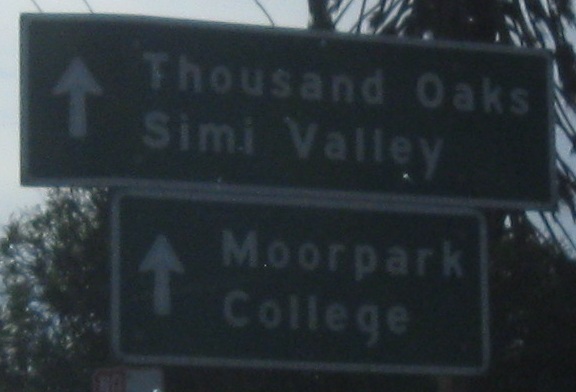 Thousand Oaks
Simi Valley
Moorpark
College